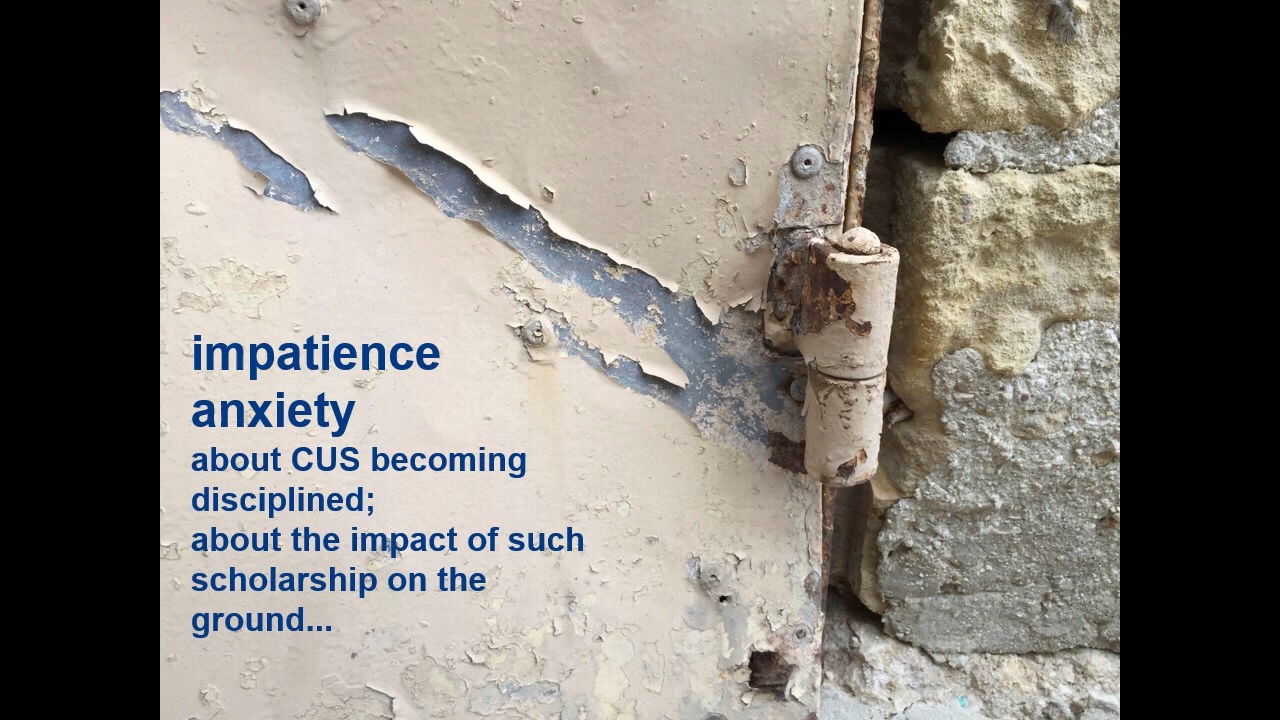 impatience
anxiety
about CUS becoming
disciplined;
about the impact of such
scholarship on the
ground...